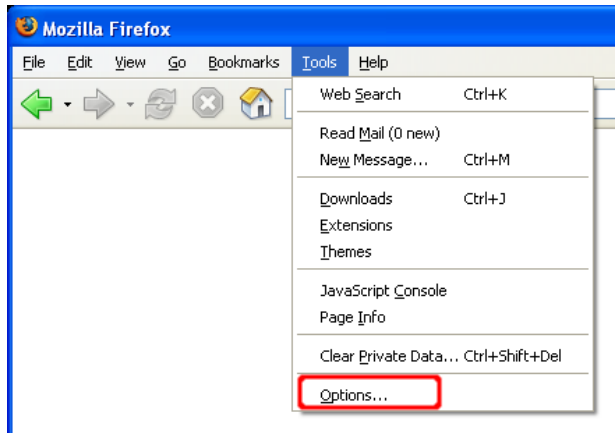 Mozilla Firefox
File Edit View Go Bookmarks Tools Help
Web Search Ctrl+K
Read Mail (0 new)
New Message... Ctrl+M
Downloads Ctrl+J
Extensions
Themes
JavaScript Console
Page Info
Clear Private Data... Ctrl+Shift+Del
Options...